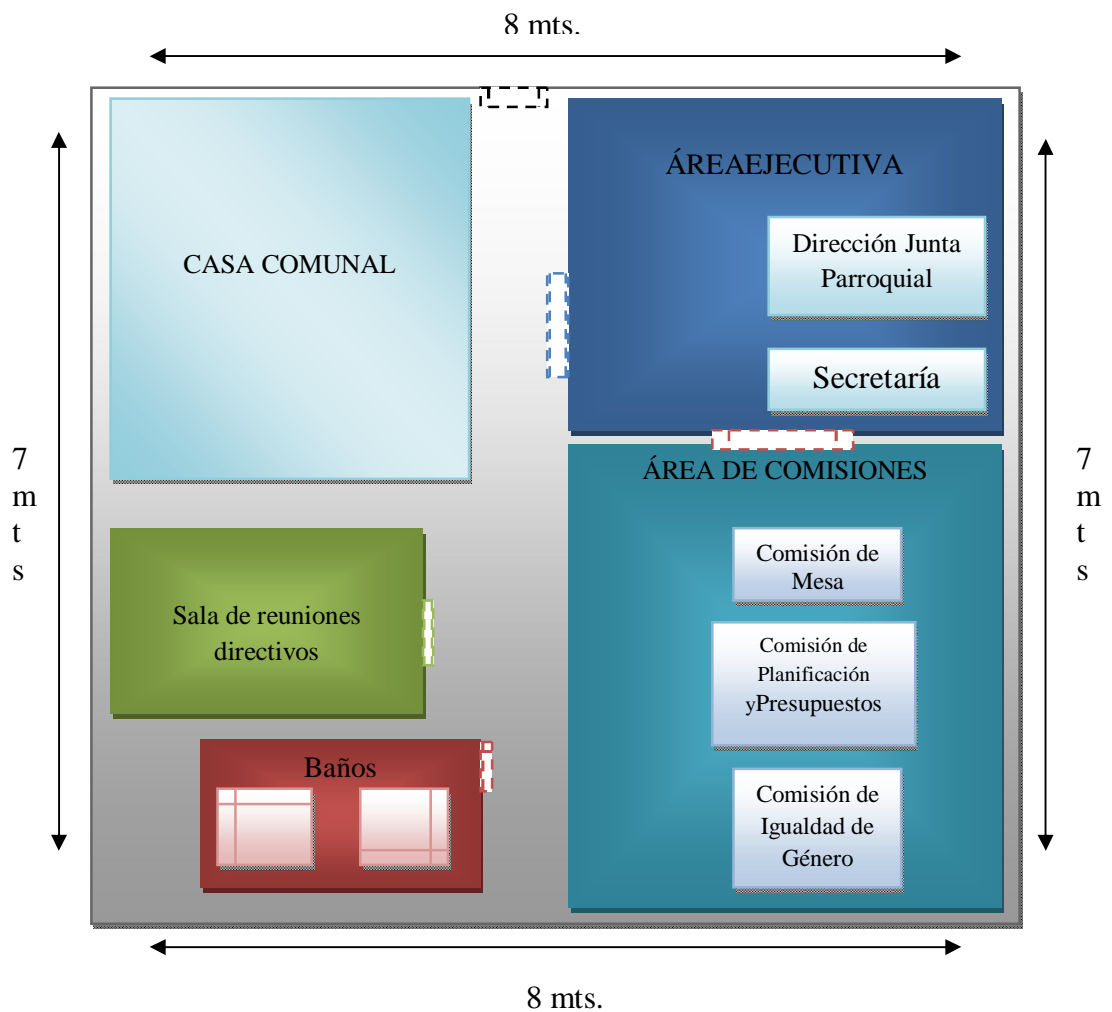 8 mts.
7
m
t
s
CASA COMUNAL
ÁREAEJECUTIVA
Dirección Junta
Parroquial
Secretaría
7
m
t
s
ÁREA DE COMISIONES
Comisión de
Mesa
Comisión de
Planificación
yPresupuestos
Comisión de
Igualdad de
Género
Sala de reuniones
directivos
Baños
8 mts.